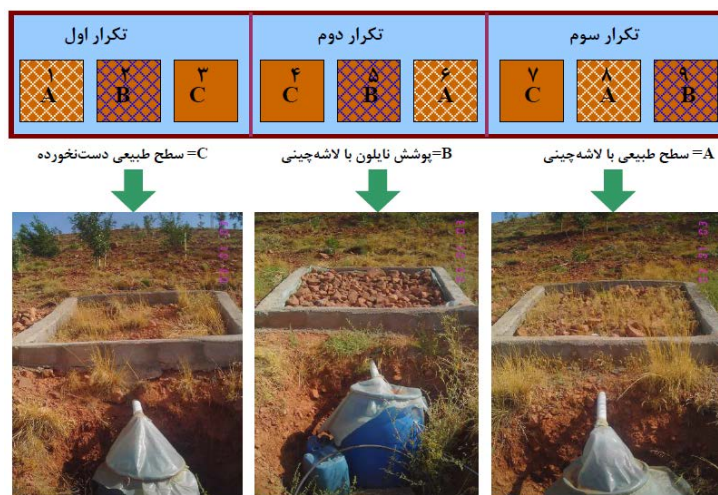 تکرار اول
تکرار دوم
تکرار سوم
۱ ۲ ۳ ۴ ۵ ۶ ۷ ۸ ۹
A B C C B A C A B
C= سطح طبیعی دست‌نخورده
B=پوشش نایلون با لاشه‌چینی
A= سطح طبیعی با لاشه‌چینی